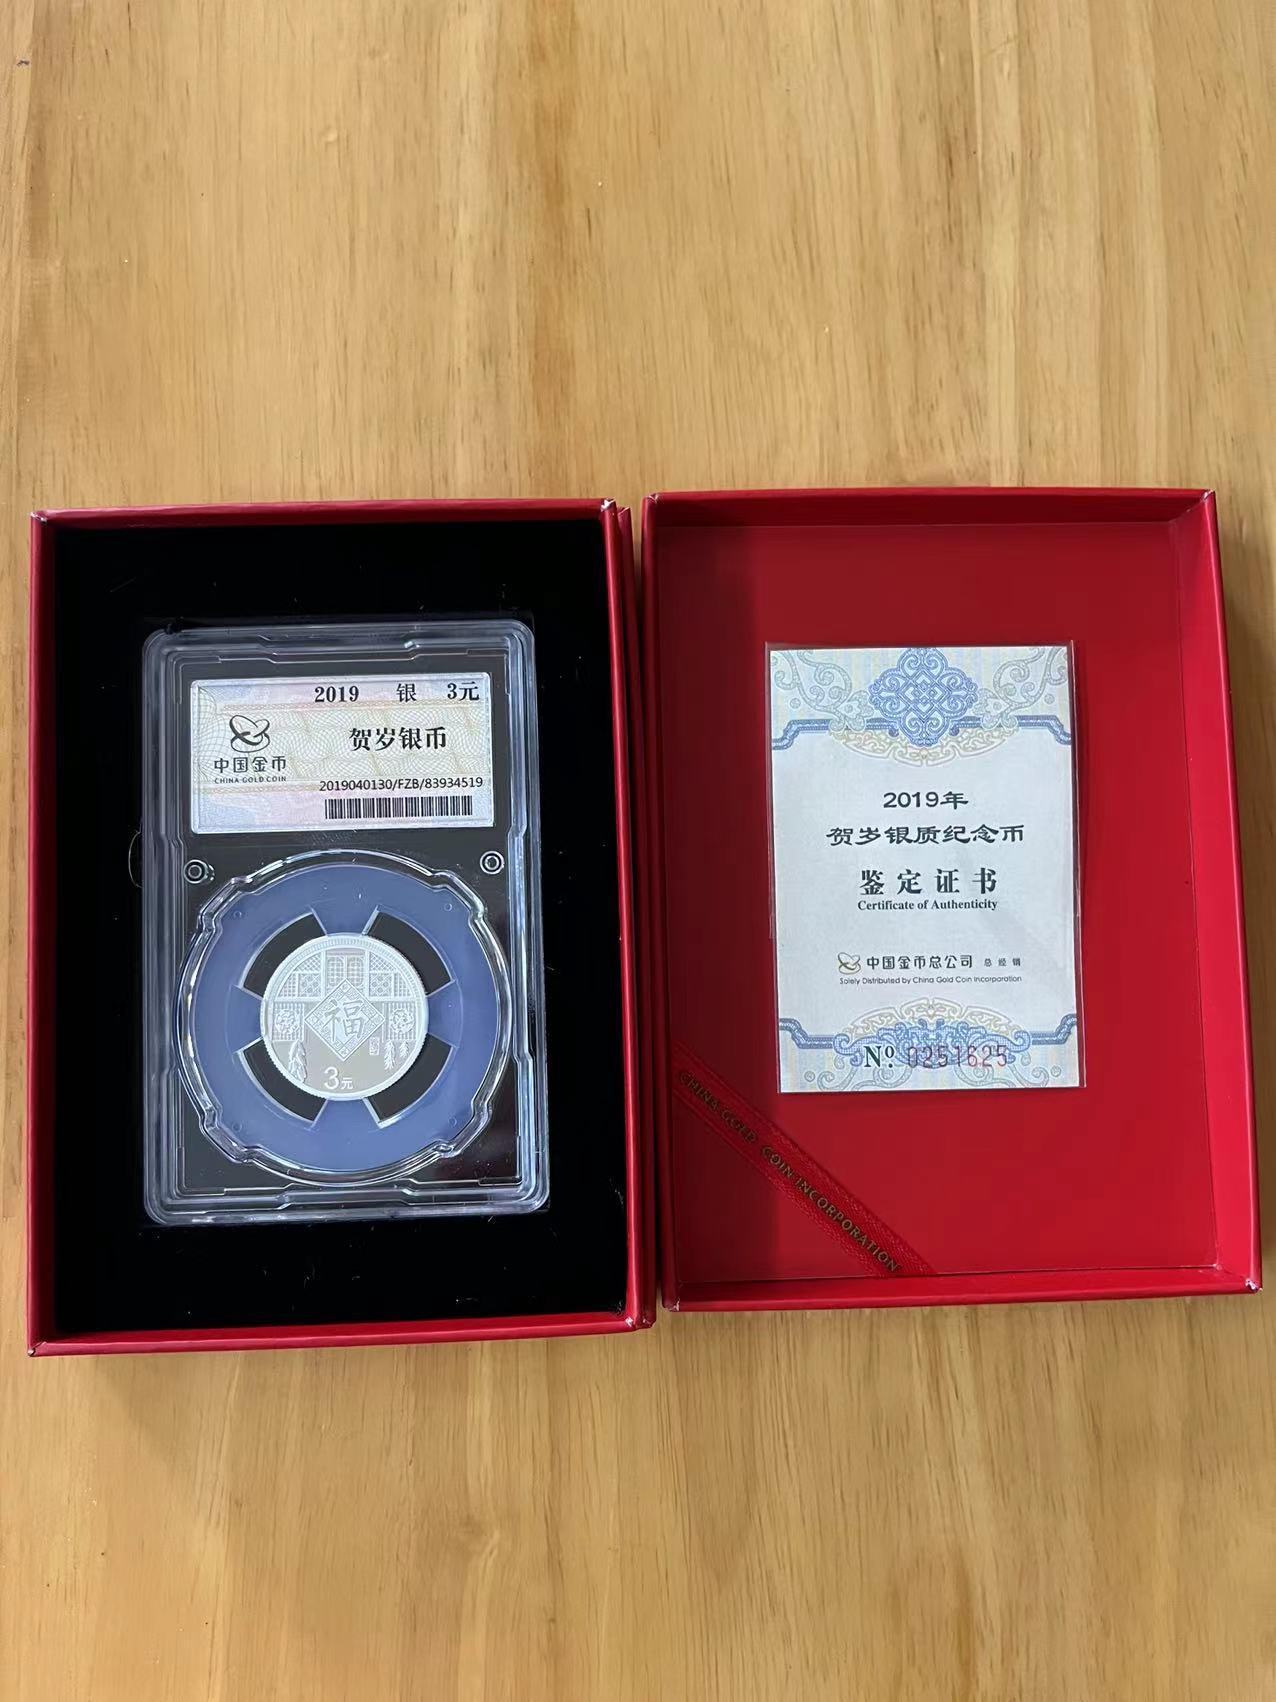 2019 银 3元
中国金币
CHINA GOLD COIN
贺岁银币
2019040130/FZB/83934519
福
3元
2019年
贺岁银质纪念币
鉴定证书
Certificate of Authenticity
中国金币总公司 总经销
Solely Distributed by China Gold Coin Incorporation
Nº. 0251625
CHINA GOLD COIN INCORPORATION